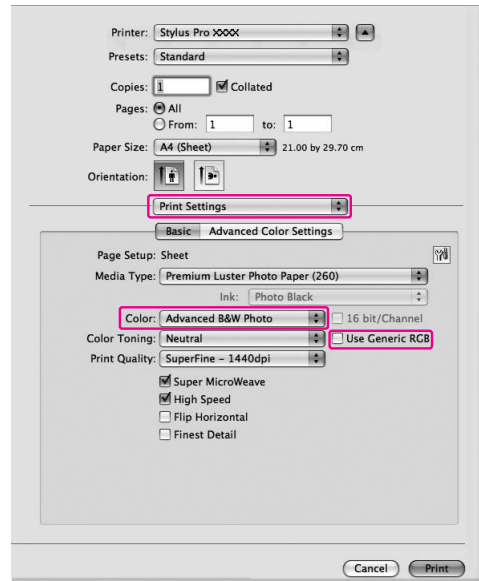 Printer: Stylus Pro XXXX
Presets: Standard
Copies: 1 Collated
Pages: All
From: 1 to: 1
Paper Size: A4 (Sheet) 21.00 by 29.70 cm
Orientation:
Print Settings
Basic Advanced Color Settings
Page Setup: Sheet
Media Type: Premium Luster Photo Paper (260)
Ink: Photo Black
Color: Advanced B&W Photo 16 bit/Channel
Color Toning: Neutral Use Generic RGB
Print Quality: SuperFine – 1440dpi
Super MicroWeave
High Speed
Flip Horizontal
Finest Detail
Cancel Print